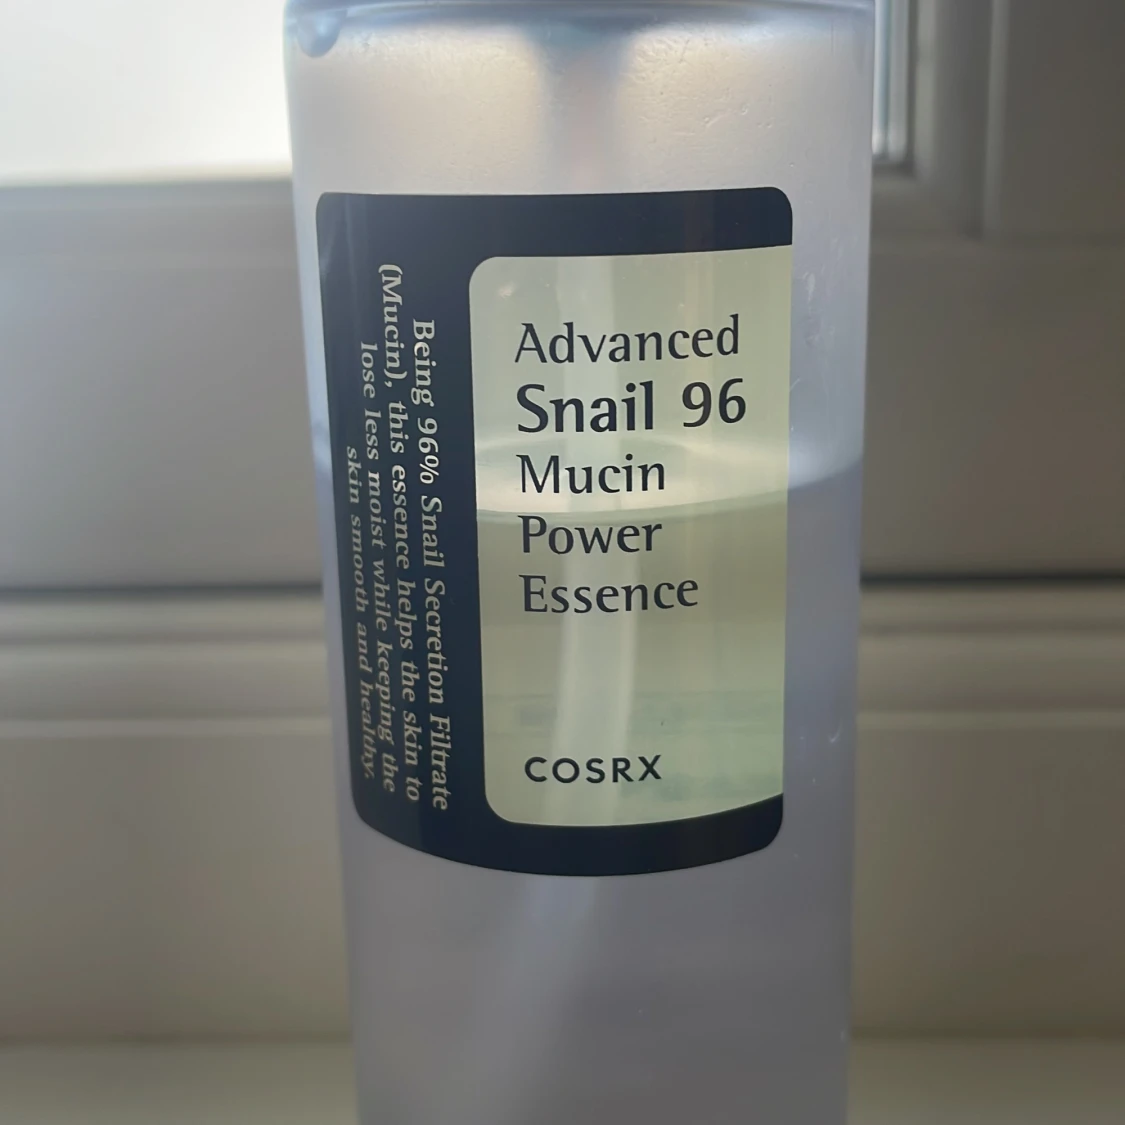 Advanced
Snail 96
Mucin
Power
Essence
COSRX
Being 96% Snail Secretion Filtrate
(Mucin), this essence helps the skin to
lose less moist while keeping the
skin smooth and healthy.